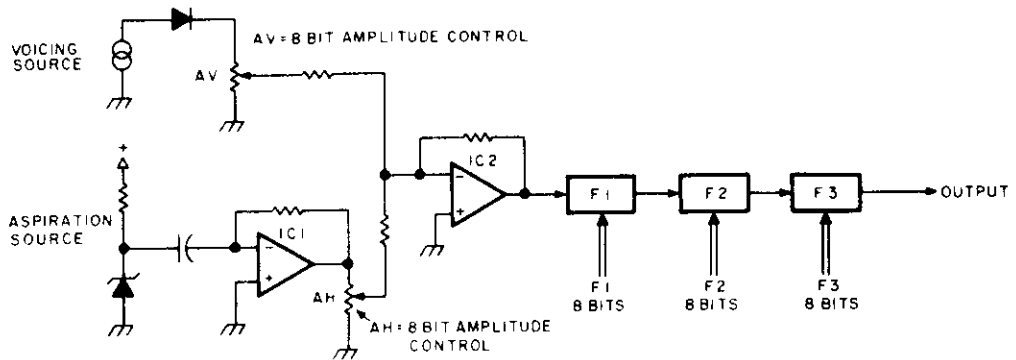 VOICING
SOURCE
AV = 8 BIT AMPLITUDE CONTROL
AV
+
ASPIRATION
SOURCE
IC1
-
+
AH
AH = 8 BIT AMPLITUDE
CONTROL
IC2
-
+
F1
F2
F3
OUTPUT
F1
8 BITS
F2
8 BITS
F3
8 BITS